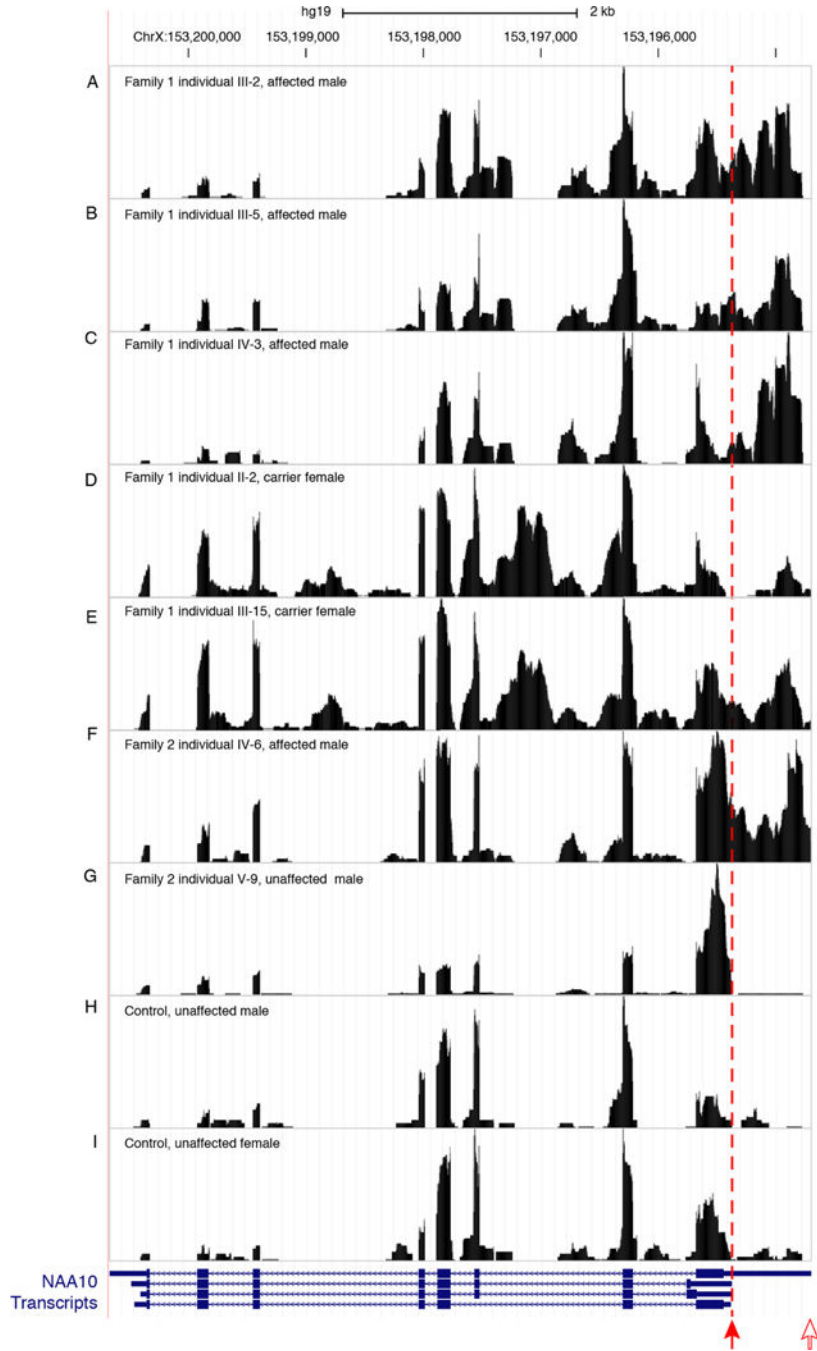 hg19 2 kb
ChrX:153,200,000 153,199,000 153,198,000 153,197,000 153,196,000
A Family 1 individual III-2, affected male
B Family 1 individual III-5, affected male
C Family 1 individual IV-3, affected male
D Family 1 individual II-2, carrier female
E Family 1 individual III-15, carrier female
F Family 2 individual IV-6, affected male
G Family 2 individual V-9, unaffected male
H Control, unaffected male
I Control, unaffected female
NAA10
Transcripts